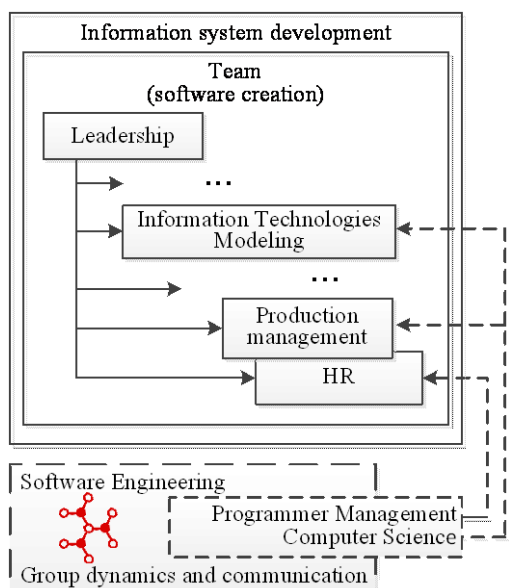 Information system development
Team
(software creation)
Leadership
...
Information Technologies
Modeling
...
Production
management
HR
Software Engineering
Programmer Management
Computer Science
Group dynamics and communication